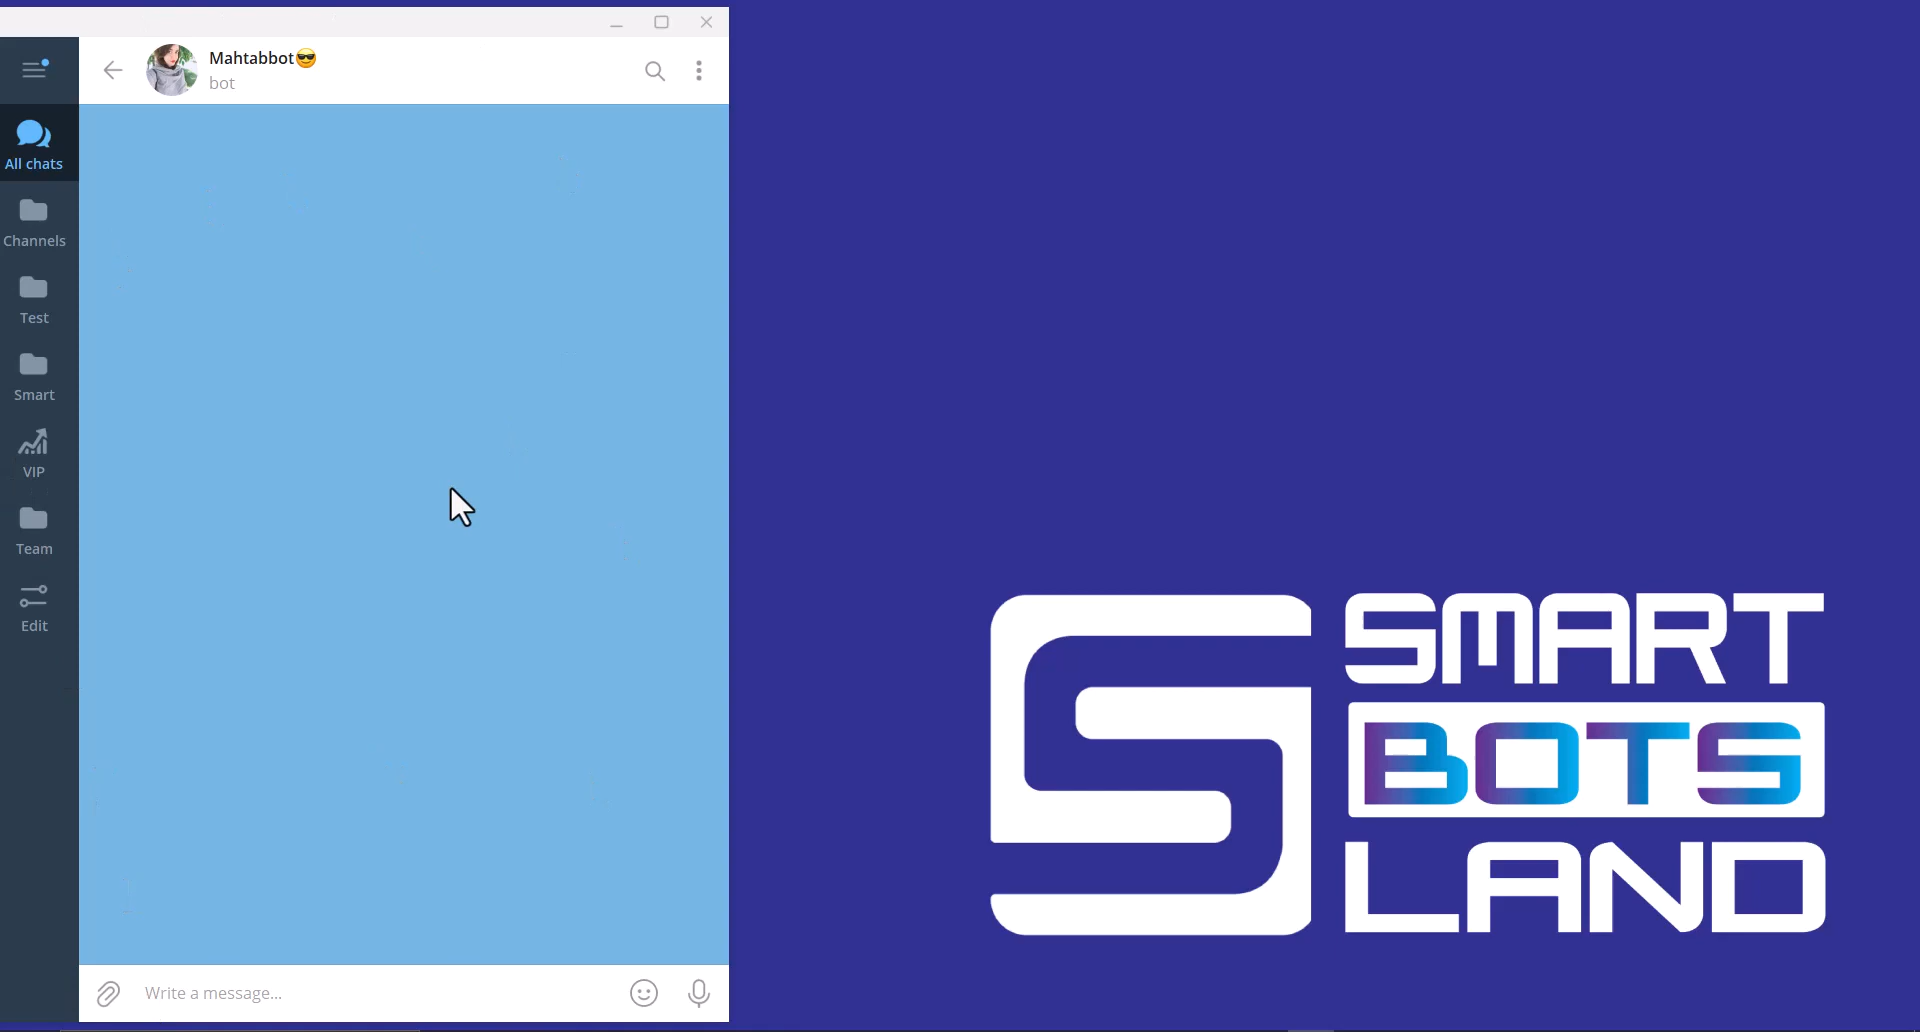 Mahtabbot😎
bot
All chats
Channels
Test
Smart
VIP
Team
Edit
Write a message...
SMART
BOTS
LAND